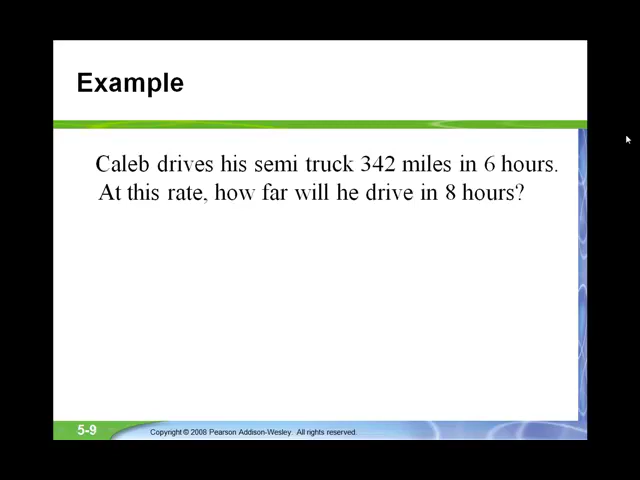 Example
Caleb drives his semi truck 342 miles in 6 hours.
At this rate, how far will he drive in 8 hours?
5-9
Copyright © 2008 Pearson Addison-Wesley. All rights reserved.